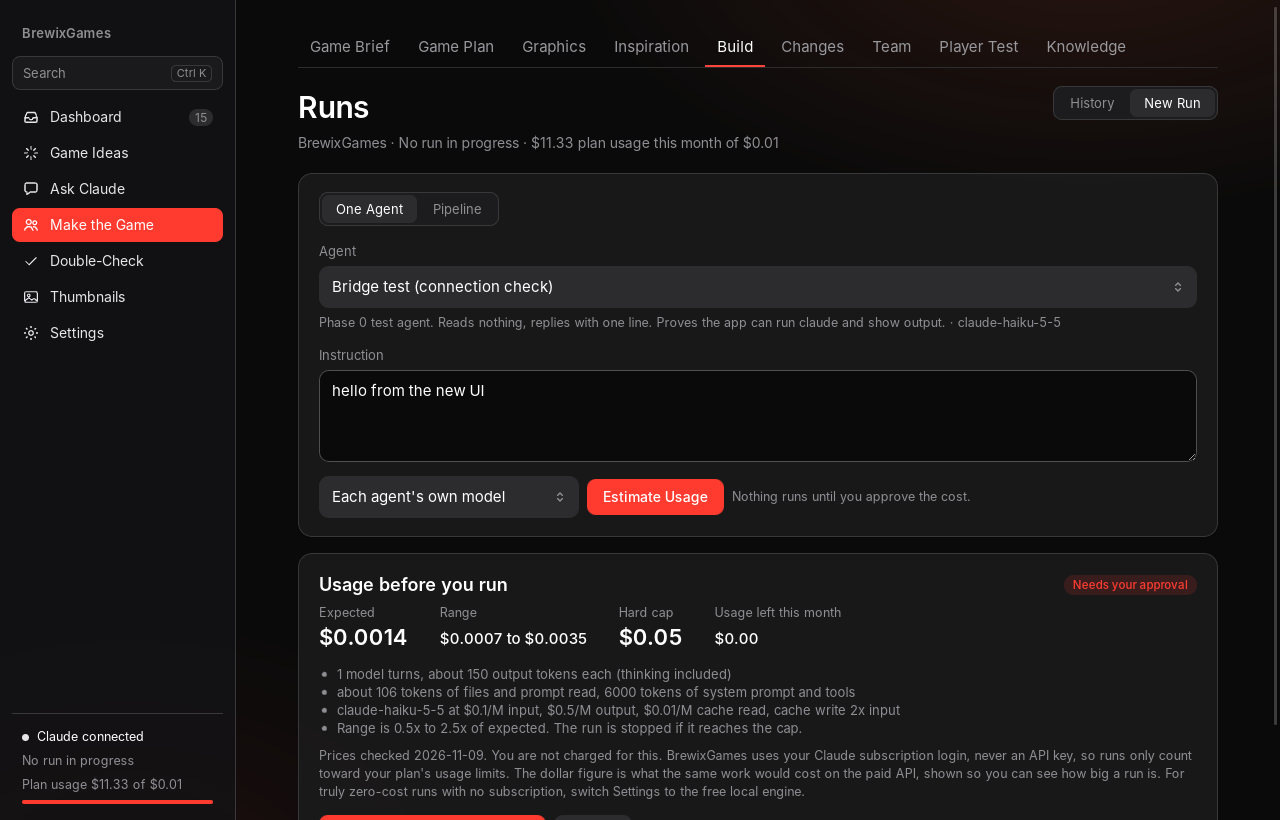 BrewixGames
Search
Ctrl K
Dashboard
15
Game Ideas
Ask Claude
Make the Game
Double-Check
Thumbnails
Settings
Claude connected
No run in progress
Plan usage $11.33 of $0.01
Game Brief
Game Plan
Graphics
Inspiration
Build
Changes
Team
Player Test
Knowledge
Runs
History
New Run
BrewixGames · No run in progress · $11.33 plan usage this month of $0.01
One Agent
Pipeline
Agent
Bridge test (connection check)
Phase 0 test agent. Reads nothing, replies with one line. Proves the app can run claude and show output. · claude-haiku-5-5
Instruction
hello from the new UI
Each agent's own model
Estimate Usage
Nothing runs until you approve the cost.
Usage before you run
Needs your approval
Expected
Range
Hard cap
Usage left this month
$0.0014
$0.0007 to $0.0035
$0.05
$0.00
1 model turns, about 150 output tokens each (thinking included)
about 106 tokens of files and prompt read, 6000 tokens of system prompt and tools
claude-haiku-5-5 at $0.1/M input, $0.5/M output, $0.01/M cache read, cache write 2x input
Range is 0.5x to 2.5x of expected. The run is stopped if it reaches the cap.
Prices checked 2026-11-09. You are not charged for this. BrewixGames uses your Claude subscription login, never an API key, so runs only count
toward your plan's usage limits. The dollar figure is what the same work would cost on the paid API, shown so you can see how big a run is. For
truly zero-cost runs with no subscription, switch Settings to the free local engine.